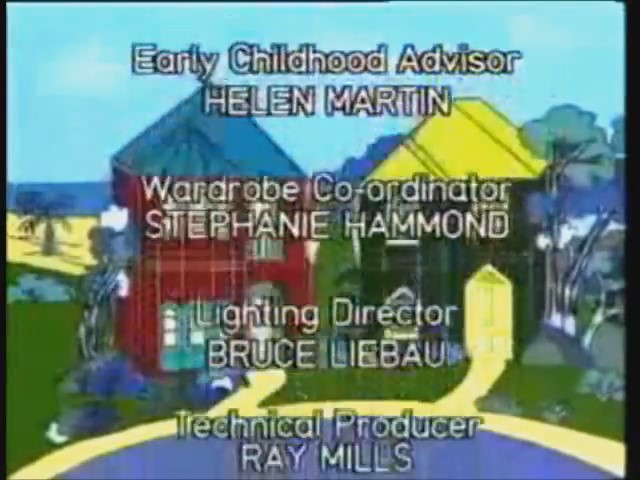 Early Childhood Advisor
HELEN MARTIN
Wardrobe Co-ordinator
STEPHANIE HAMMOND
Lighting Director
BRUCE LIEBAU
Technical Producer
RAY MILLS